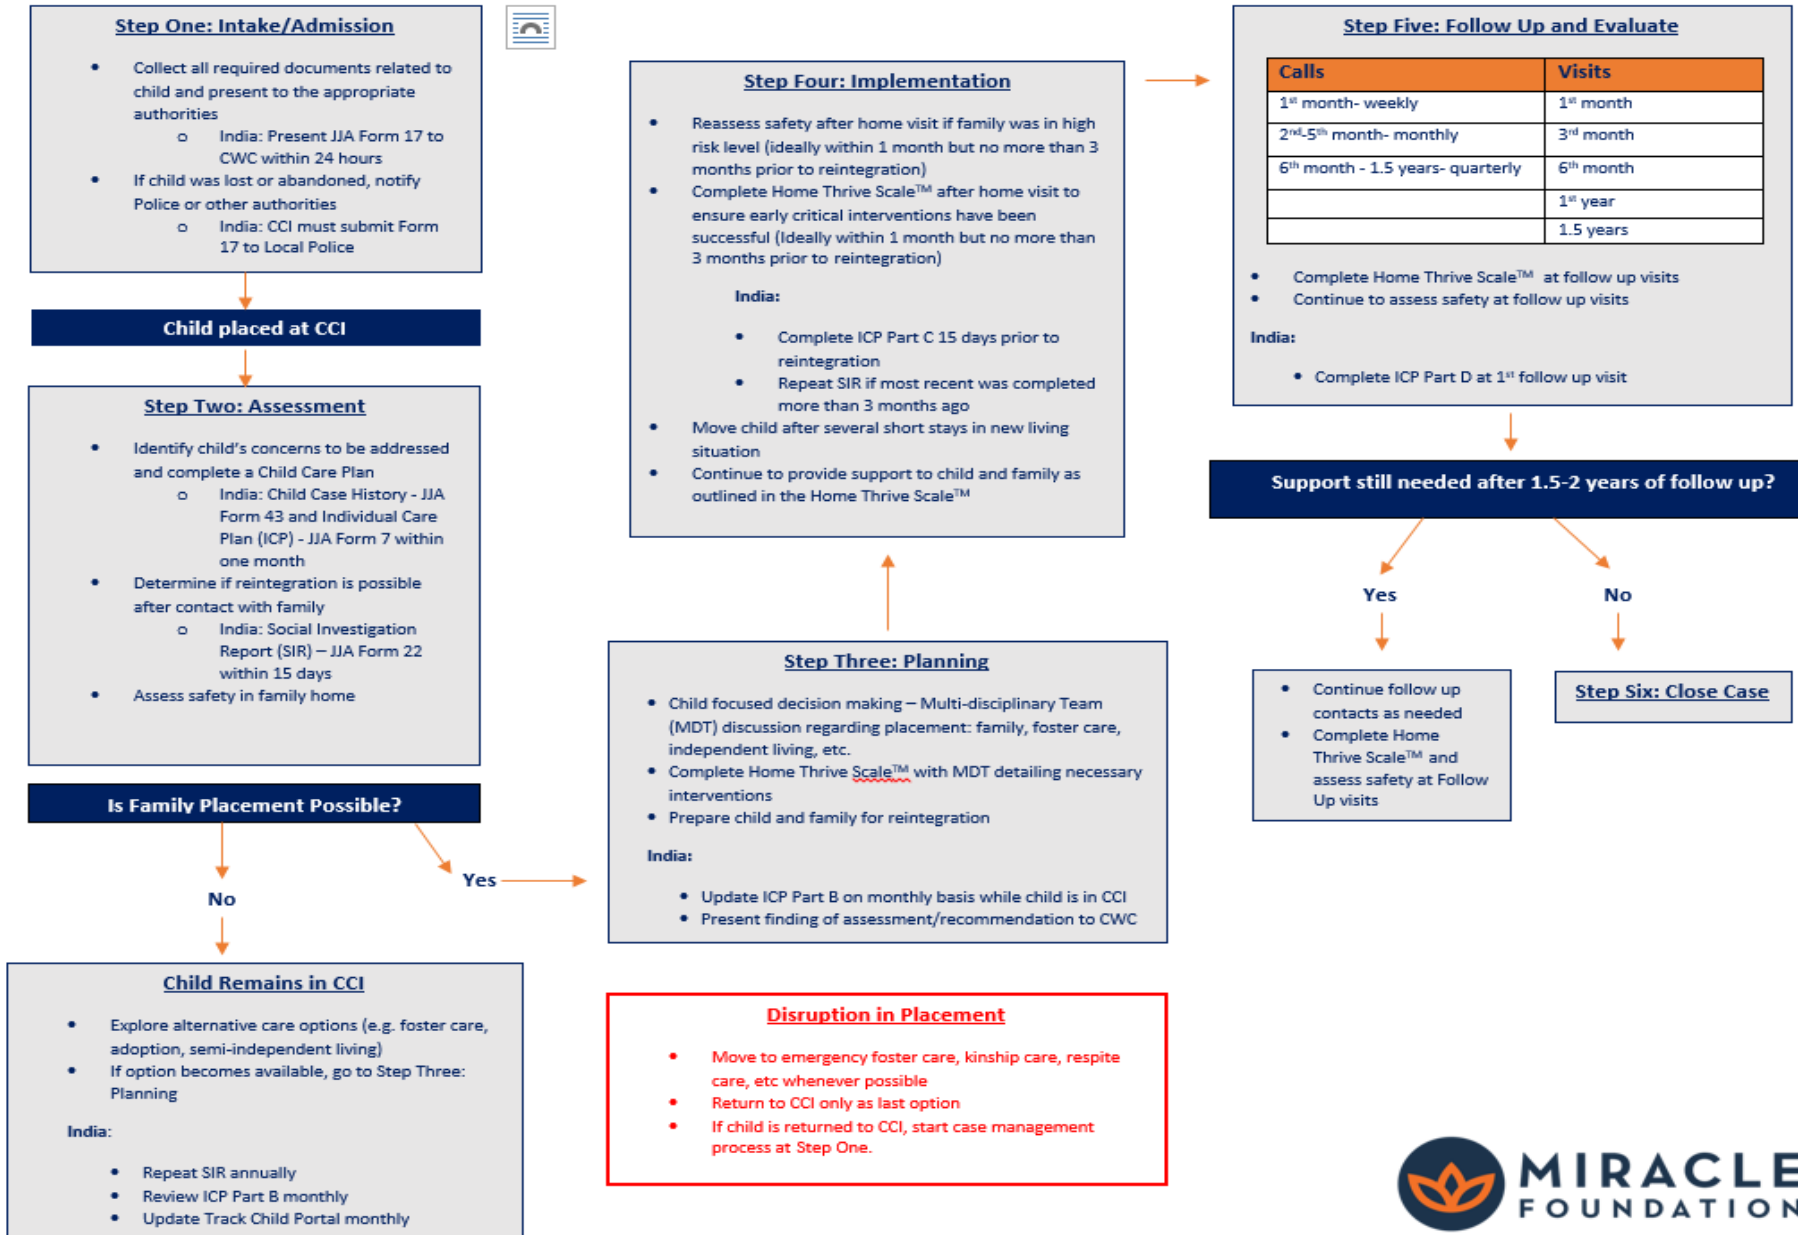 Step One: Intake/Admission
• Collect all required documents related to
child and present to the appropriate
authorities
o India: Present JJA Form 17 to
CWC within 24 hours
• If child was lost or abandoned, notify
Police or other authorities
o India: CCI must submit Form
17 to Local Police
Child placed at CCI
Step Two: Assessment
• Identify child's concerns to be addressed
and complete a Child Care Plan
o India: Child Case History - JJA
Form 43 and Individual Care
Plan (ICP) - JJA Form 7 within
one month
• Determine if reintegration is possible
after contact with family
o India: Social Investigation
Report (SIR) – JJA Form 22
within 15 days
• Assess safety in family home
Is Family Placement Possible?
No
Yes
Child Remains in CCI
• Explore alternative care options (e.g. foster care,
adoption, semi-independent living)
• If option becomes available, go to Step Three:
Planning
India:
• Repeat SIR annually
• Review ICP Part B monthly
• Update Track Child Portal monthly
Step Three: Planning
• Child focused decision making – Multi-disciplinary Team
(MDT) discussion regarding placement: family, foster care,
independent living, etc.
• Complete Home Thrive Scale™ with MDT detailing necessary
interventions
• Prepare child and family for reintegration
India:
• Update ICP Part B on monthly basis while child is in CCI
• Present finding of assessment/recommendation to CWC
Step Four: Implementation
• Reassess safety after home visit if family was in high
risk level (ideally within 1 month but no more than 3
months prior to reintegration)
• Complete Home Thrive Scale™ after home visit to
ensure early critical interventions have been
successful (Ideally within 1 month but no more than
3 months prior to reintegration)
India:
• Complete ICP Part C 15 days prior to
reintegration
• Repeat SIR if most recent was completed
more than 3 months ago
• Move child after several short stays in new living
situation
• Continue to provide support to child and family as
outlined in the Home Thrive Scale™
Disruption in Placement
• Move to emergency foster care, kinship care, respite
care, etc whenever possible
• Return to CCI only as last option
• If child is returned to CCI, start case management
process at Step One.
Step Five: Follow Up and Evaluate
Calls Visits
1st month- weekly 1st month
2nd-5th month- monthly 3rd month
6th month - 1.5 years- quarterly 6th month
1st year
1.5 years
• Complete Home Thrive Scale™ at follow up visits
• Continue to assess safety at follow up visits
India:
• Complete ICP Part D at 1st follow up visit
Support still needed after 1.5-2 years of follow up?
Yes
No
• Continue follow up
contacts as needed
• Complete Home
Thrive Scale™ and
assess safety at Follow
Up visits
Step Six: Close Case
MIRACLE
FOUNDATION